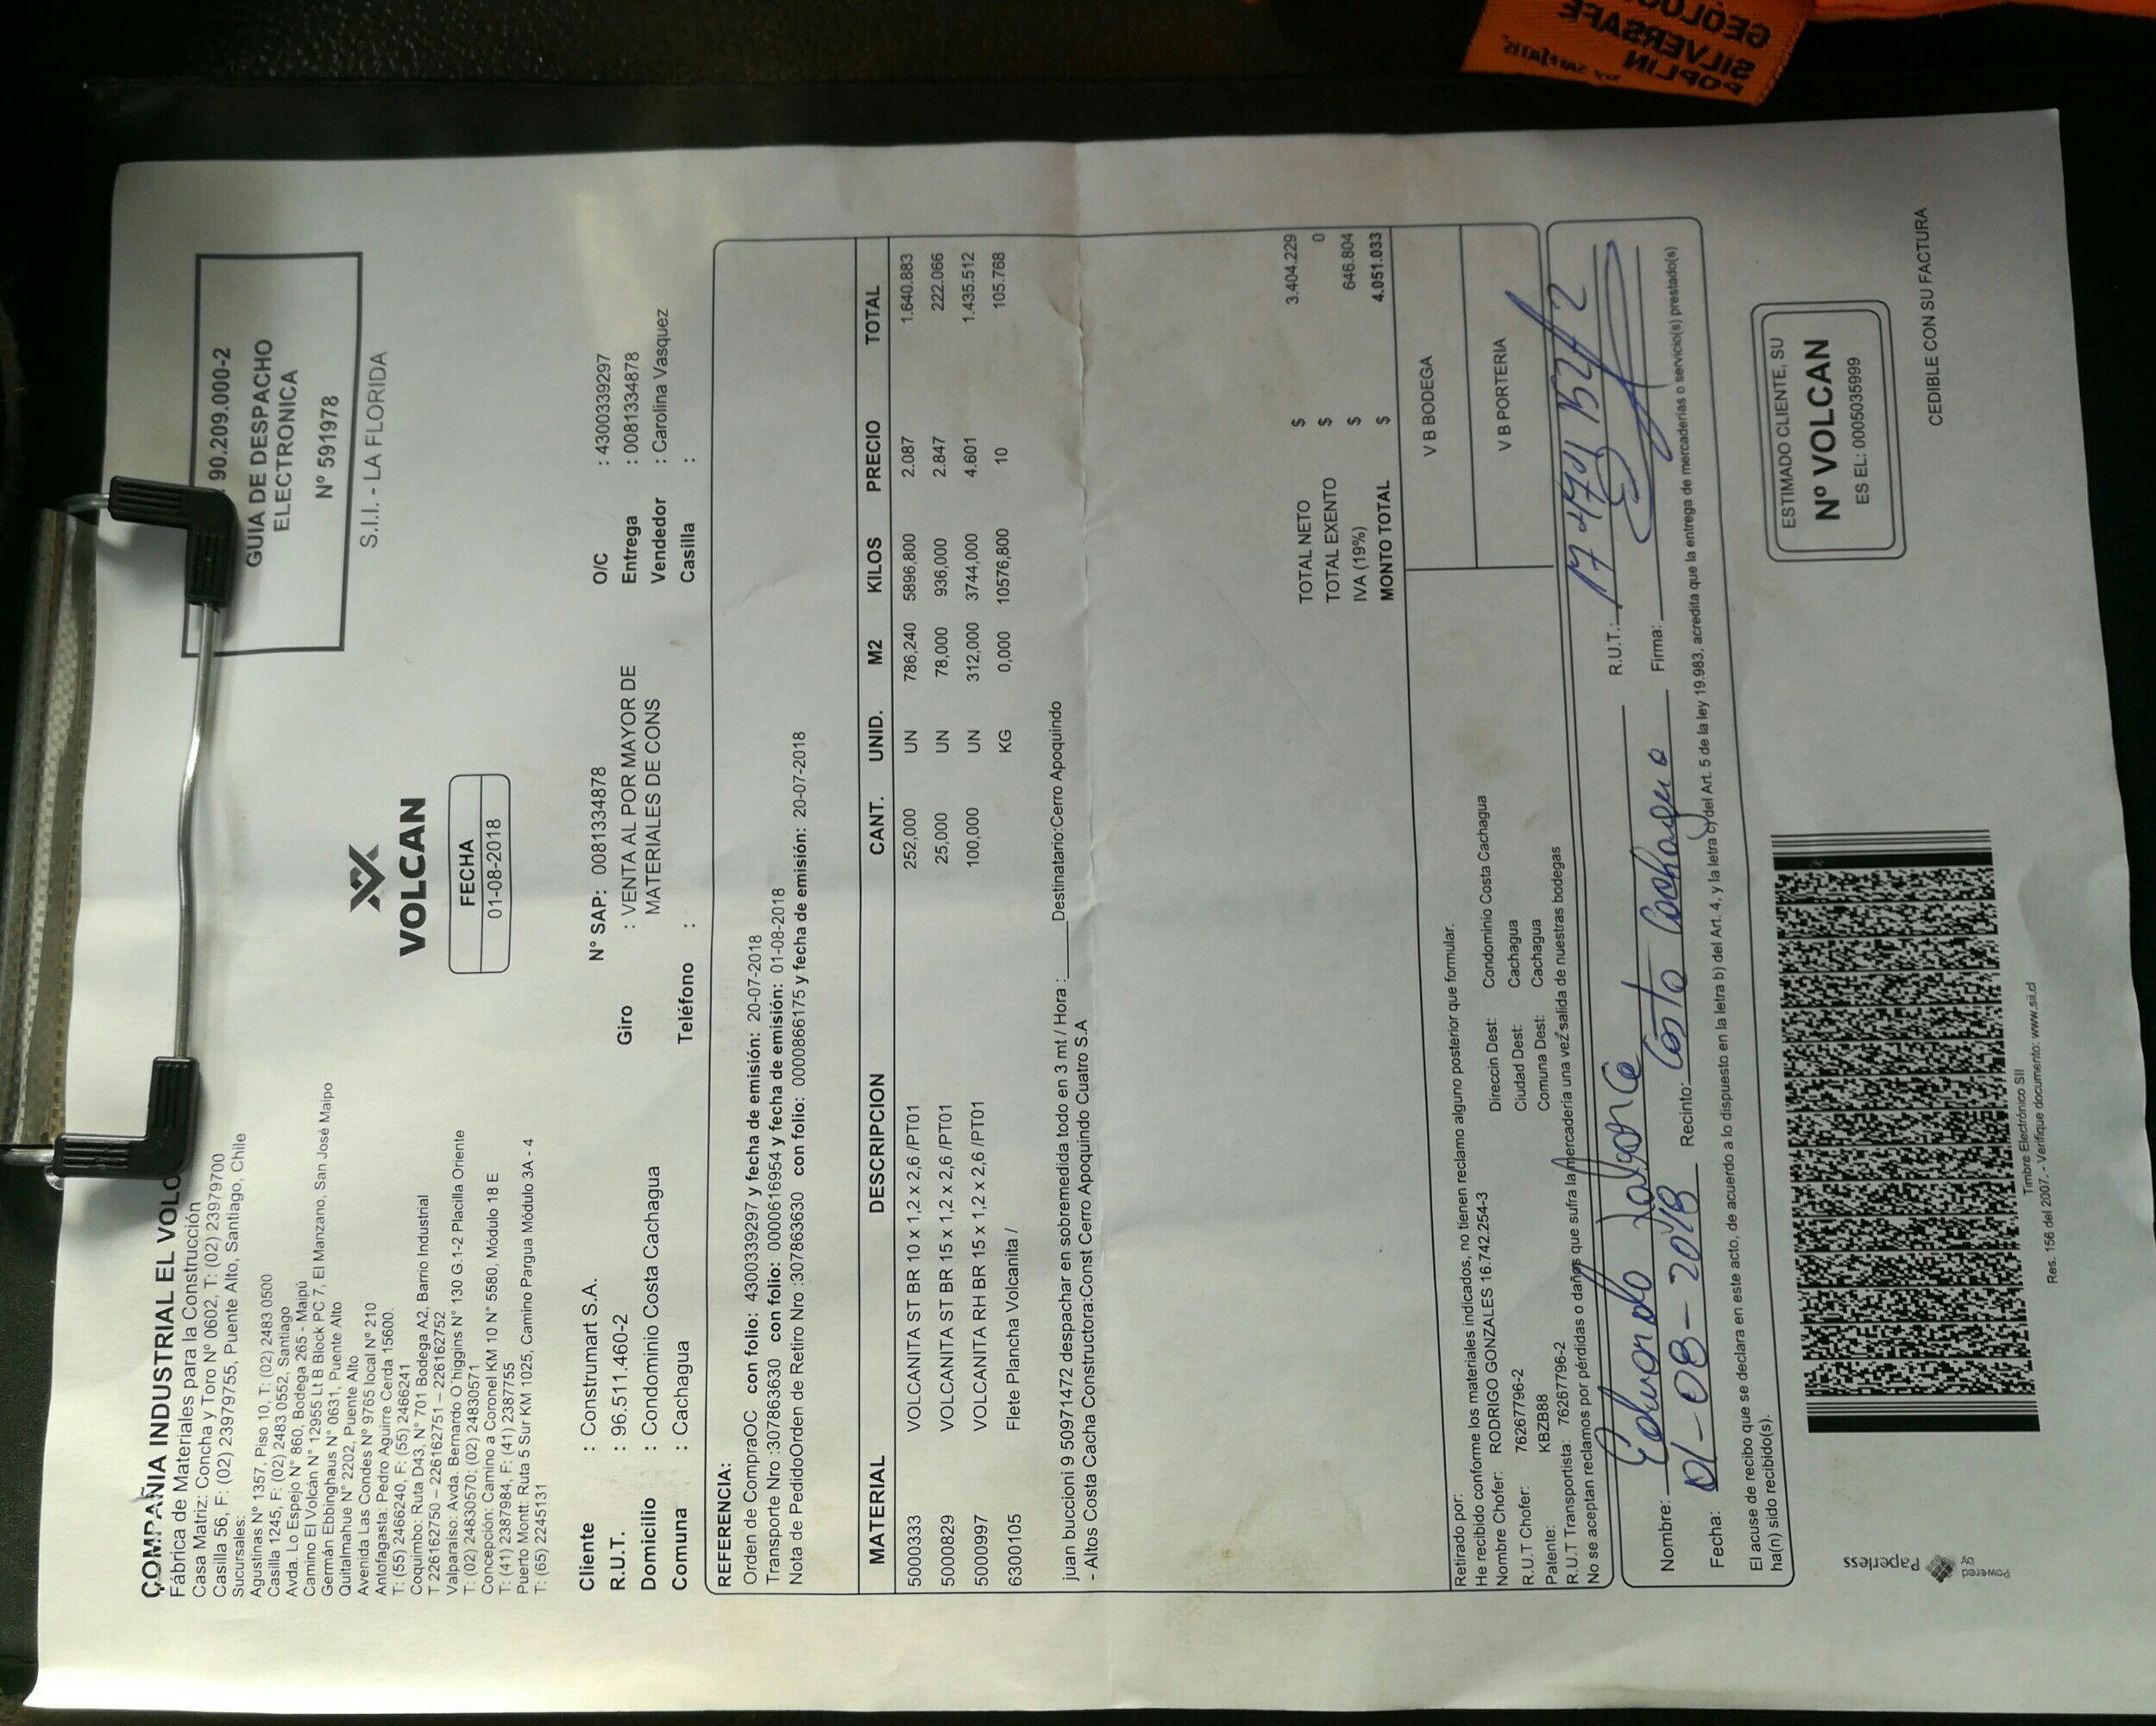 COMPAÑIA INDUSTRIAL EL VOLC
Fábrica de Materiales para la Construcción
Casa Matriz: Concha y Toro Nº 0602, T: (02) 23979700
Casilla 56, F: (02) 23979755, Puente Alto, Santiago, Chile
Sucursales:
Agustinas Nº 1357, Piso 10, T: (02) 2483 0500
Casilla 1245, F: (02) 2483 0552, Santiago
Avda. Lo Espejo N° 860, Bodega 265 - Maipú
Camino El Volcán N° 12955 Lt B Block PC 7, El Manzano, San José Maipo
Germán Ebbinghaus N° 0631, Puente Alto
Quitalmahue N° 2202, Puente Alto
Avenida Las Condes Nº 9765 local Nº 210
Antofagasta: Pedro Aguirre Cerda 15600.
T: (55) 2466240, F: (55) 2466241
Coquimbo: Ruta D43, N° 701 Bodega A2, Barrio Industrial
T 226162750 – 226162751 – 226162752
Valparaíso: Avda. Bernardo O'higgins N° 130 G.1-2 Placilla Oriente
T: (02) 24830570; (02) 24830571
Concepción: Camino a Coronel KM 10 N° 5580, Módulo 18 E
T: (41) 2387984, F: (41) 2387755
Puerto Montt: Ruta 5 Sur KM 1025, Camino Pargua Módulo 3A - 4
T: (65) 2245131
VOLCAN
FECHA
01-08-2018
90.209.000-2
GUIA DE DESPACHO
ELECTRONICA
Nº 591978
S.I.I. - LA FLORIDA
Cliente : Construmart S.A.
R.U.T. : 96.511.460-2
Domicilio : Condominio Costa Cachagua
Comuna : Cachagua
N° SAP: 0081334878
Giro : VENTA AL POR MAYOR DE
MATERIALES DE CONS
Teléfono :
O/C : 4300339297
Entrega : 0081334878
Vendedor : Carolina Vasquez
Casilla :
REFERENCIA:
Orden de CompraOC con folio: 4300339297 y fecha de emisión: 20-07-2018
Transporte Nro :307863630 con folio: 0000616954 y fecha de emisión: 01-08-2018
Nota de PedidoOrden de Retiro Nro :307863630 con folio: 0000866175 y fecha de emisión: 20-07-2018
MATERIAL DESCRIPCION CANT. UNID. M2 KILOS PRECIO TOTAL
5000333 VOLCANITA ST BR 10 x 1,2 x 2,6 /PT01 252,000 UN 786,240 5896,800 2.087 1.640.883
5000829 VOLCANITA ST BR 15 x 1,2 x 2,6 /PT01 25,000 UN 78,000 936,000 2.847 222.066
5000997 VOLCANITA RH BR 15 x 1,2 x 2,6 /PT01 100,000 UN 312,000 3744,000 4.601 1.435.512
6300105 Flete Plancha Volcanita / KG 0,000 10576,800 10 105.768
juan buccioni 9 50971472 despachar en sobremedida todo en 3 mt / Hora :______Destinatario:Cerro Apoquindo
- Altos Costa Cacha Constructora:Const Cerro Apoquindo Cuatro S.A
TOTAL NETO $ 3.404.229
TOTAL EXENTO $ 0
IVA (19%) $ 646.804
MONTO TOTAL $ 4.051.033
Retirado por:
He recibido conforme los materiales indicados, no tienen reclamo alguno posterior que formular.
Nombre Chofer: RODRIGO GONZALES 16.742.254-3 Direccin Dest: Condominio Costa Cachagua
R.U.T Chofer: 76267796-2 Ciudad Dest: Cachagua
Patente: KBZB88 Comuna Dest: Cachagua
R.U.T Transportista: 76267796-2
No se aceptan reclamos por pérdidas o daños que sufra la mercadería una vez salida de nuestras bodegas
V B BODEGA
V B PORTERIA
Nombre: Eduardo R.U.T.:
Fecha: 01-08-2018 Recinto: Costa Cachagua Firma:
El acuse de recibo que se declara en este acto, de acuerdo a lo dispuesto en la letra b) del Art. 4, y la letra c) del Art. 5 de la ley 19.983, acredita que la entrega de mercaderías o servicio(s) prestado(s)
ha(n) sido recibido(s).
Powered by Paperless
Timbre Electrónico SII
Res. 156 del 2007. - Verifique documento: www.sii.cl
ESTIMADO CLIENTE, SU
Nº VOLCAN
ES EL: 0005035999
CEDIBLE CON SU FACTURA
POPLIN
SILVERSAFE